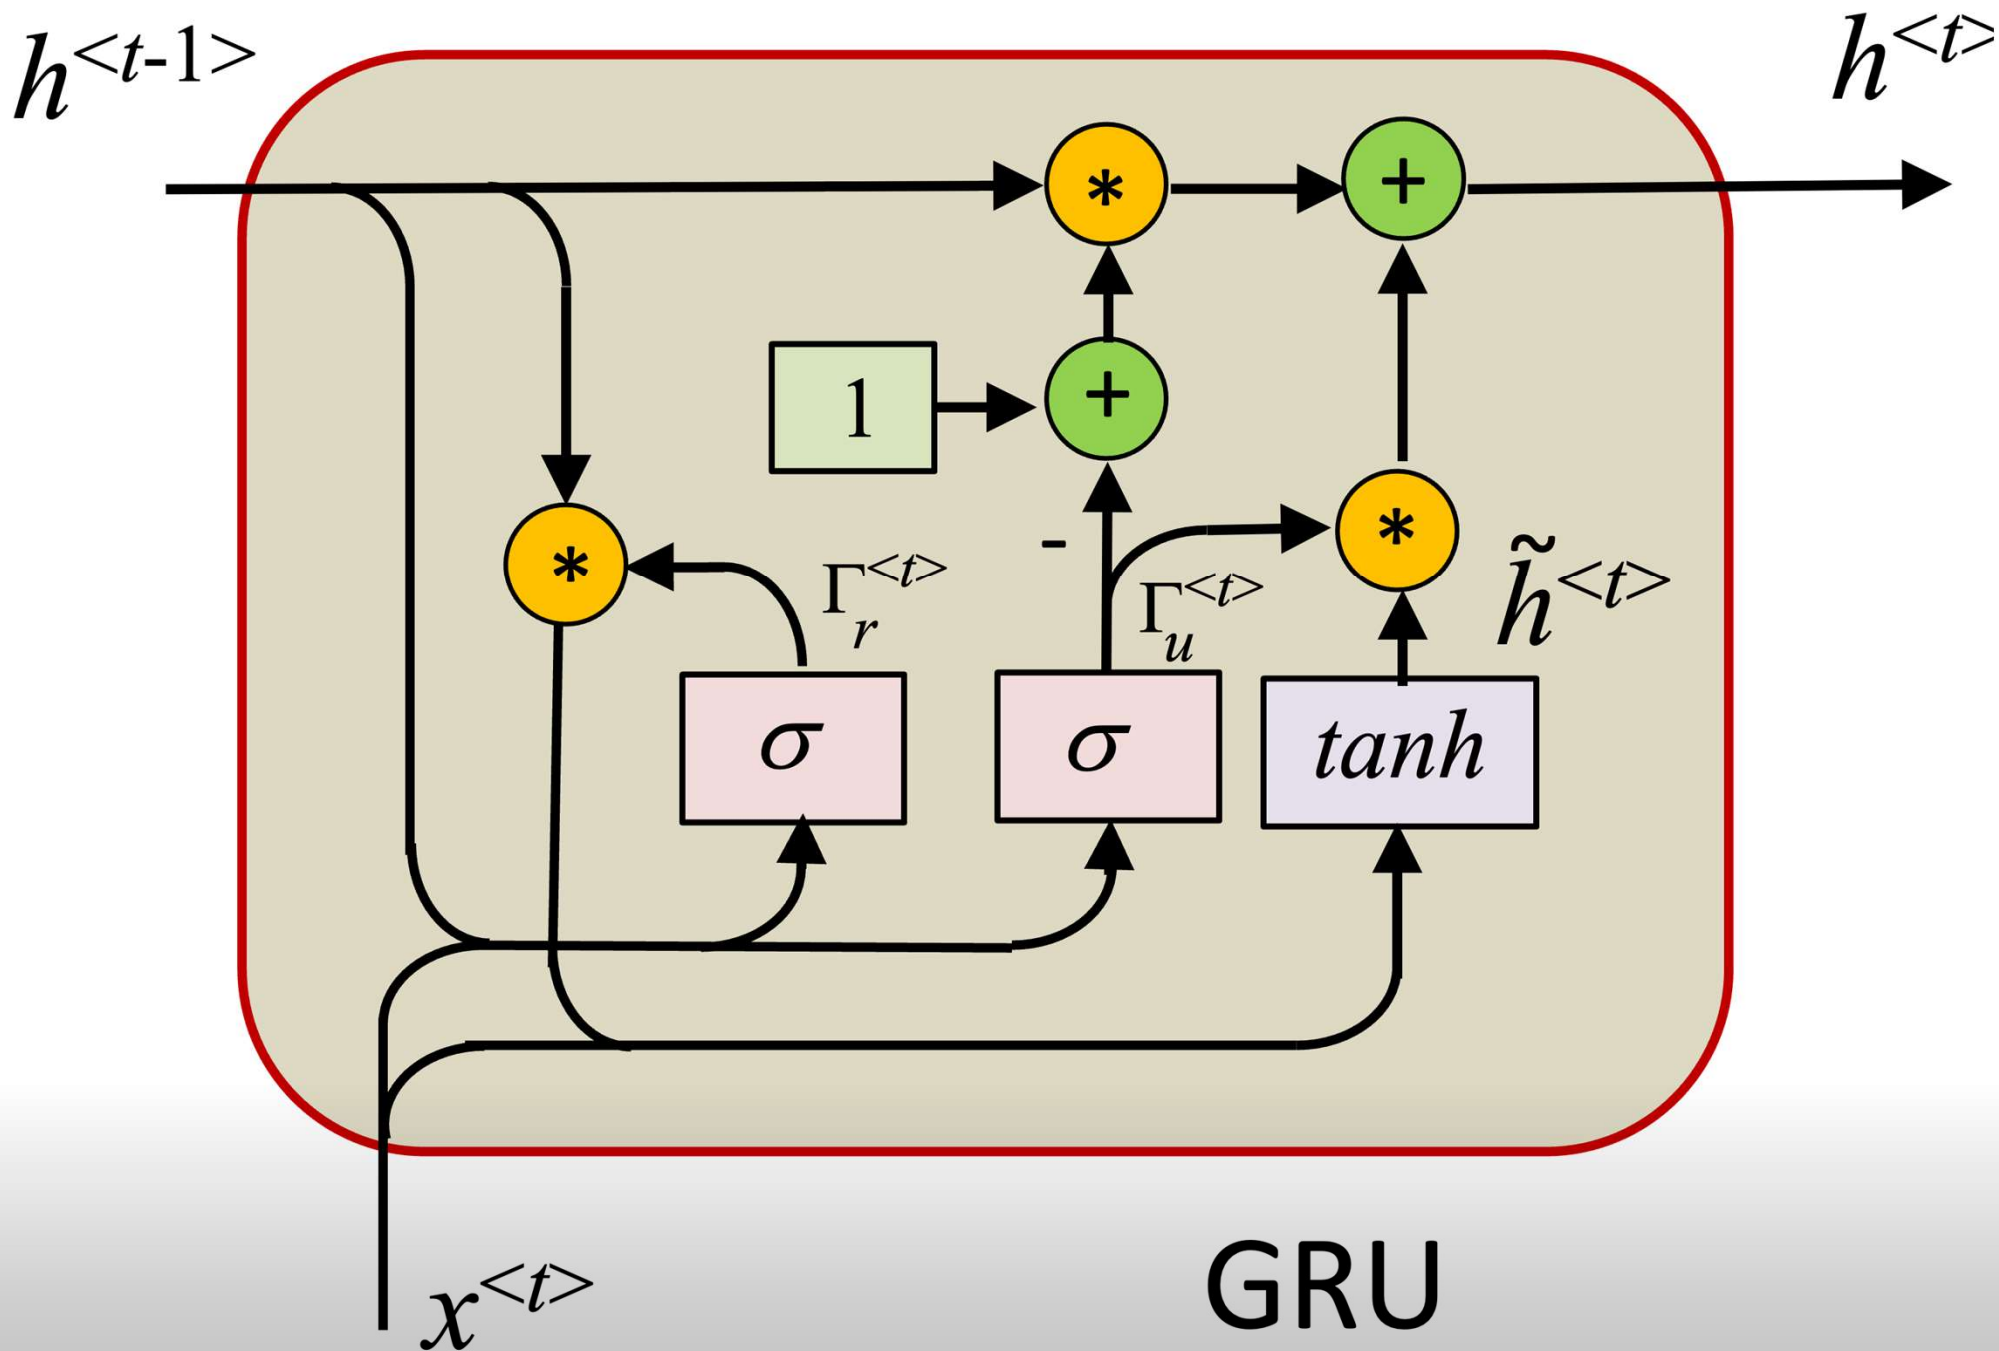 h<t-1>
h<t>
*
+
1
+
*
*
-
Γr<t>
Γu<t>
h̃<t>
σ
σ
tanh
x<t>
GRU